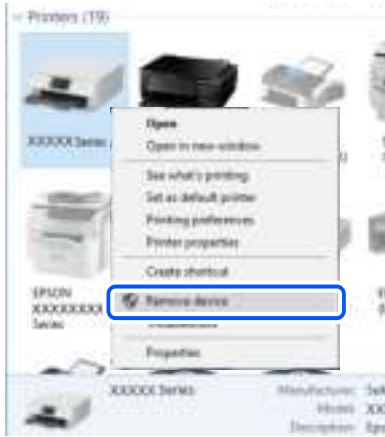 Printers (19)
XXXXX Series
Open
Open in new window
See what's printing
Set as default printer
Printing preferences
Printer properties
Create shortcut
Remove device
Properties
EPSON
XXXXXXXX
Series
XXXXX Series
Manufacturer:
Model:
Description: